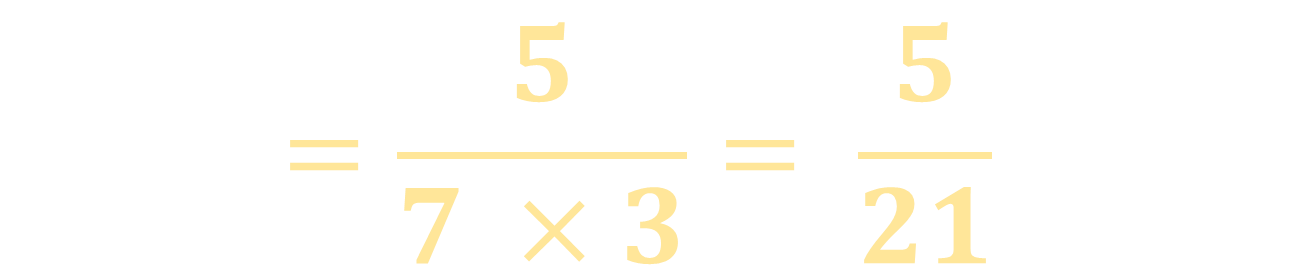 = 5 / 7 × 3 = 5 / 21